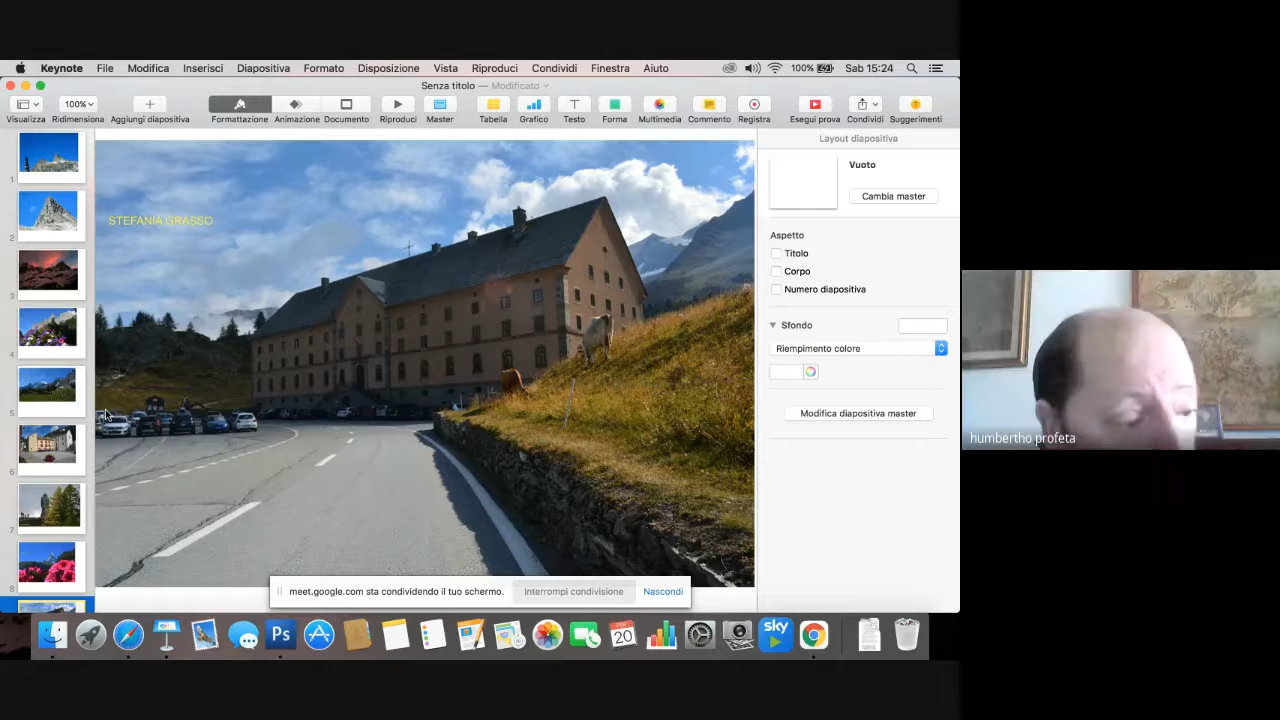 Keynote File Modifica Inserisci Diapositiva Formato Disposizione Vista Riproduci Condividi Finestra Aiuto 100% Sab 15:24
Senza titolo — Modificato
100%
Visualizza Ridimensiona Aggiungi diapositiva Formattazione Animazione Documento Riproduci Master Tabella Grafico Testo Forma Multimedia Commento Registra Esegui prova Condividi Suggerimenti
Layout diapositiva
Vuoto
Cambia master
STEFANIA GRASSO
Aspetto
Titolo
Corpo
Numero diapositiva
Sfondo
Riempimento colore
Modifica diapositiva master
1
2
3
4
5
6
7
8
humbertho profeta
meet.google.com sta condividendo il tuo schermo. Interrompi condivisione Nascondi
Ps
20
sky